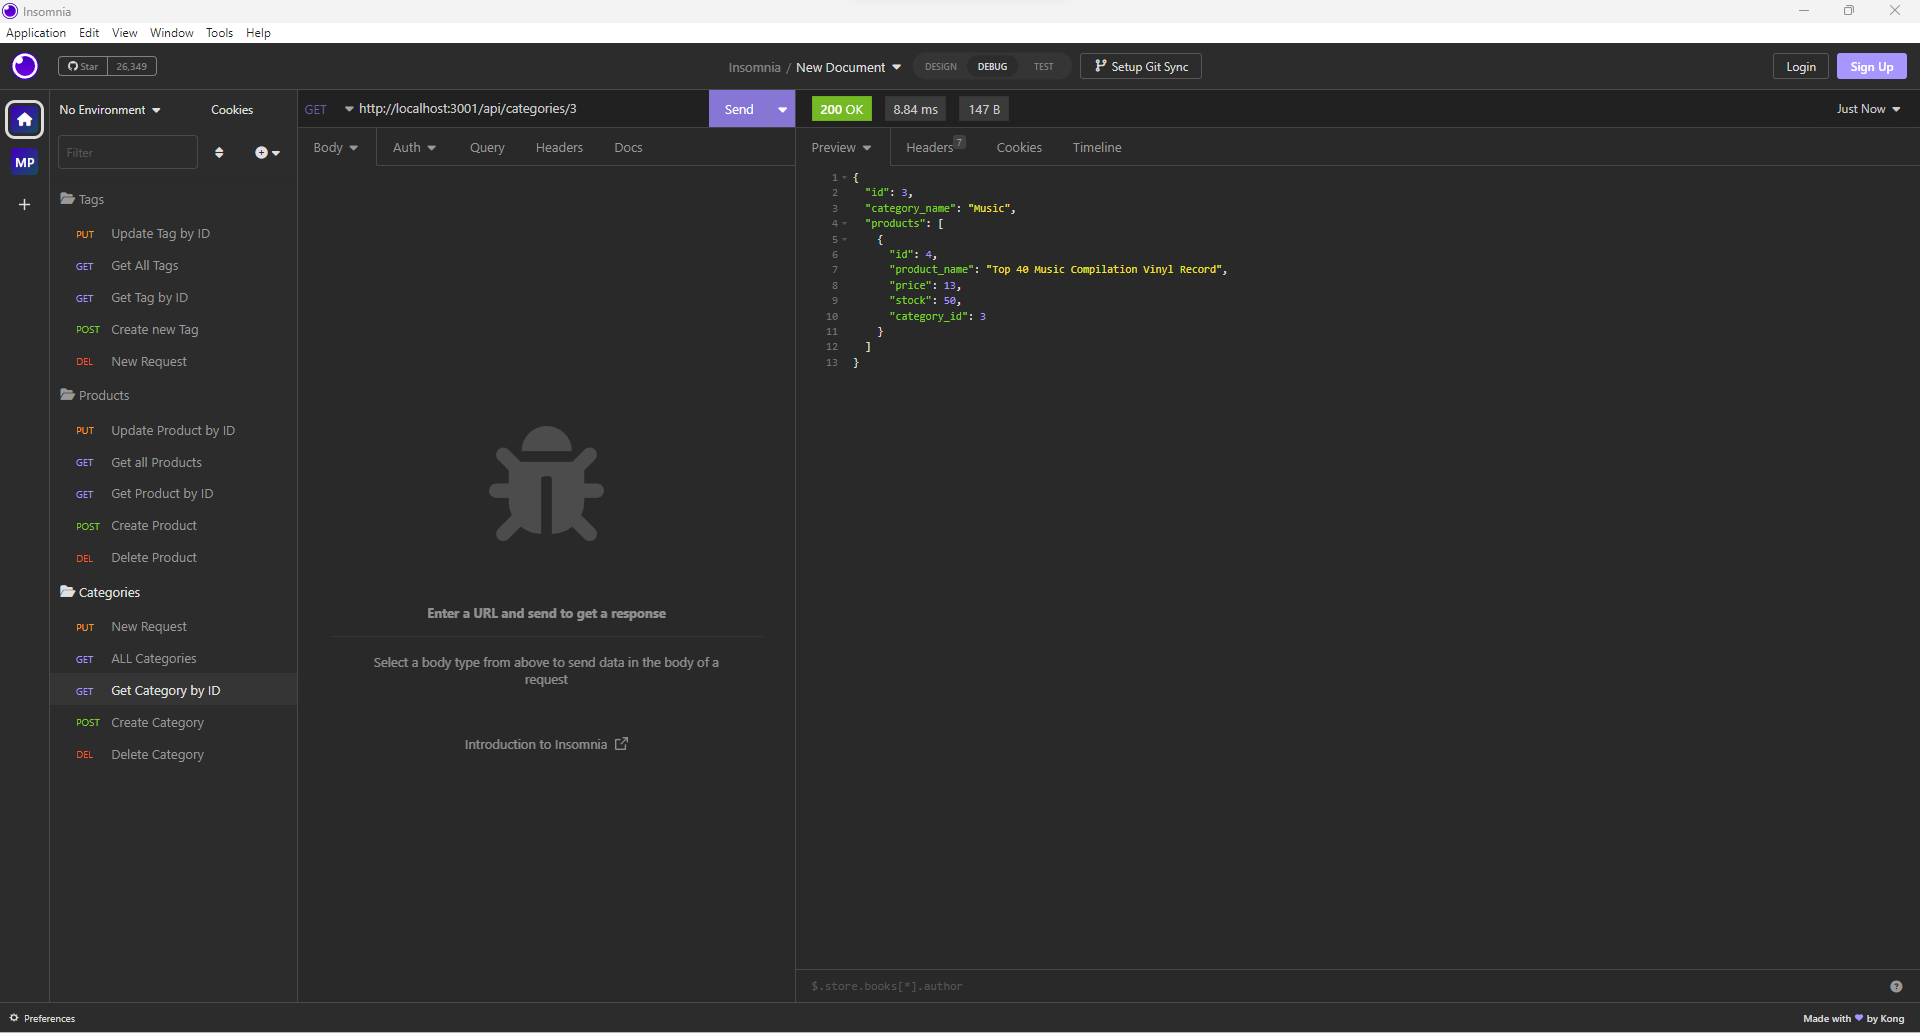 Insomnia
Application Edit View Window Tools Help
Star 26,349
Insomnia / New Document DESIGN DEBUG TEST Setup Git Sync
Login Sign Up
MP
No Environment Cookies
Filter
Tags
PUT Update Tag by ID
GET Get All Tags
GET Get Tag by ID
POST Create new Tag
DEL New Request
Products
PUT Update Product by ID
GET Get all Products
GET Get Product by ID
POST Create Product
DEL Delete Product
Categories
PUT New Request
GET ALL Categories
GET Get Category by ID
POST Create Category
DEL Delete Category
GET http://localhost:3001/api/categories/3 Send
Body Auth Query Headers Docs
Enter a URL and send to get a response
Select a body type from above to send data in the body of a
request
Introduction to Insomnia
200 OK 8.84 ms 147 B Just Now
Preview Headers 7 Cookies Timeline
1 {
2 "id": 3,
3 "category_name": "Music",
4 "products": [
5 {
6 "id": 4,
7 "product_name": "Top 40 Music Compilation Vinyl Record",
8 "price": 13,
9 "stock": 50,
10 "category_id": 3
11 }
12 ]
13 }
$.store.books[*].author ?
Preferences
Made with ♥ by Kong